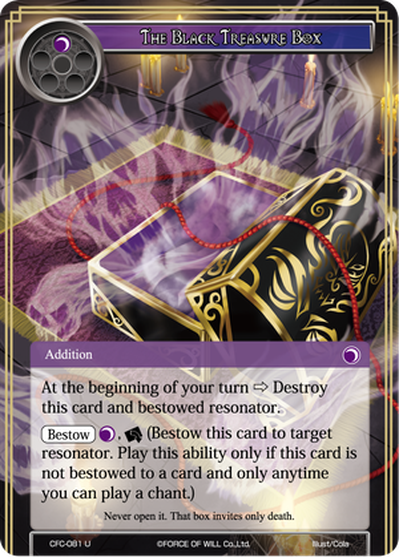 The Black Treasure Box
Addition
At the beginning of your turn ⇨ Destroy
this card and bestowed resonator.
Bestow , (Bestow this card to target
resonator. Play this ability only if this card is
not bestowed to a card and only anytime
you can play a chant.)
Never open it. That box invites only death.
CFC-081 U ©FORCE OF WILL Co.,Ltd. Illust/Cola